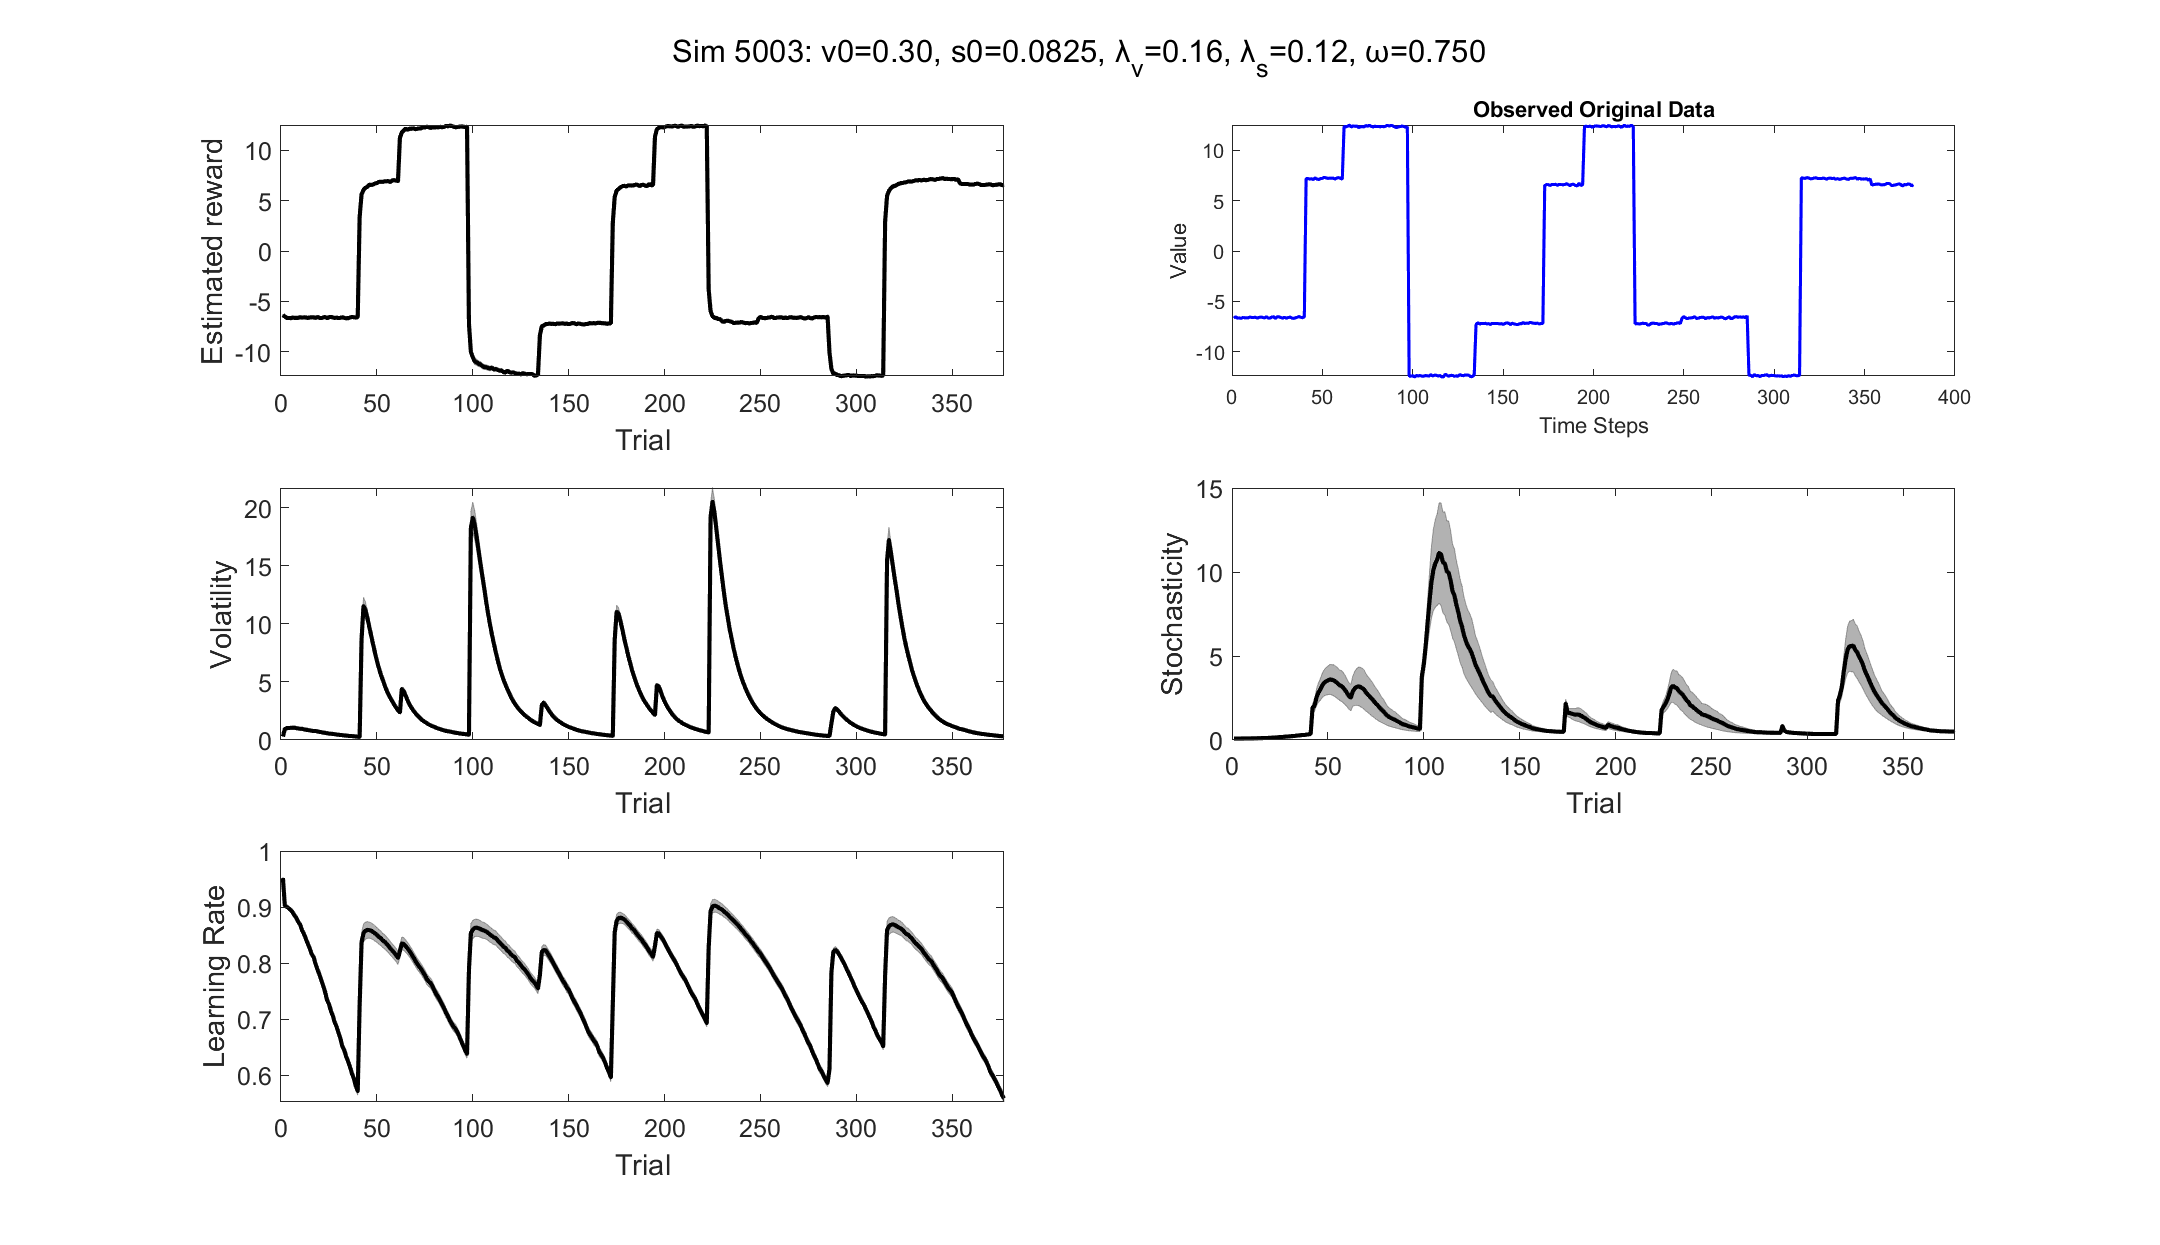 Sim 5003: v0=0.30, s0=0.0825, λ_v=0.16, λ_s=0.12, ω=0.750
Estimated reward
10
5
0
-5
-10
0 50 100 150 200 250 300 350
Trial
Observed Original Data
Value
10
5
0
-5
-10
0 50 100 150 200 250 300 350 400
Time Steps
Volatility
20
15
10
5
0
0 50 100 150 200 250 300 350
Trial
Stochasticity
15
10
5
0
0 50 100 150 200 250 300 350
Trial
Learning Rate
1
0.9
0.8
0.7
0.6
0 50 100 150 200 250 300 350
Trial